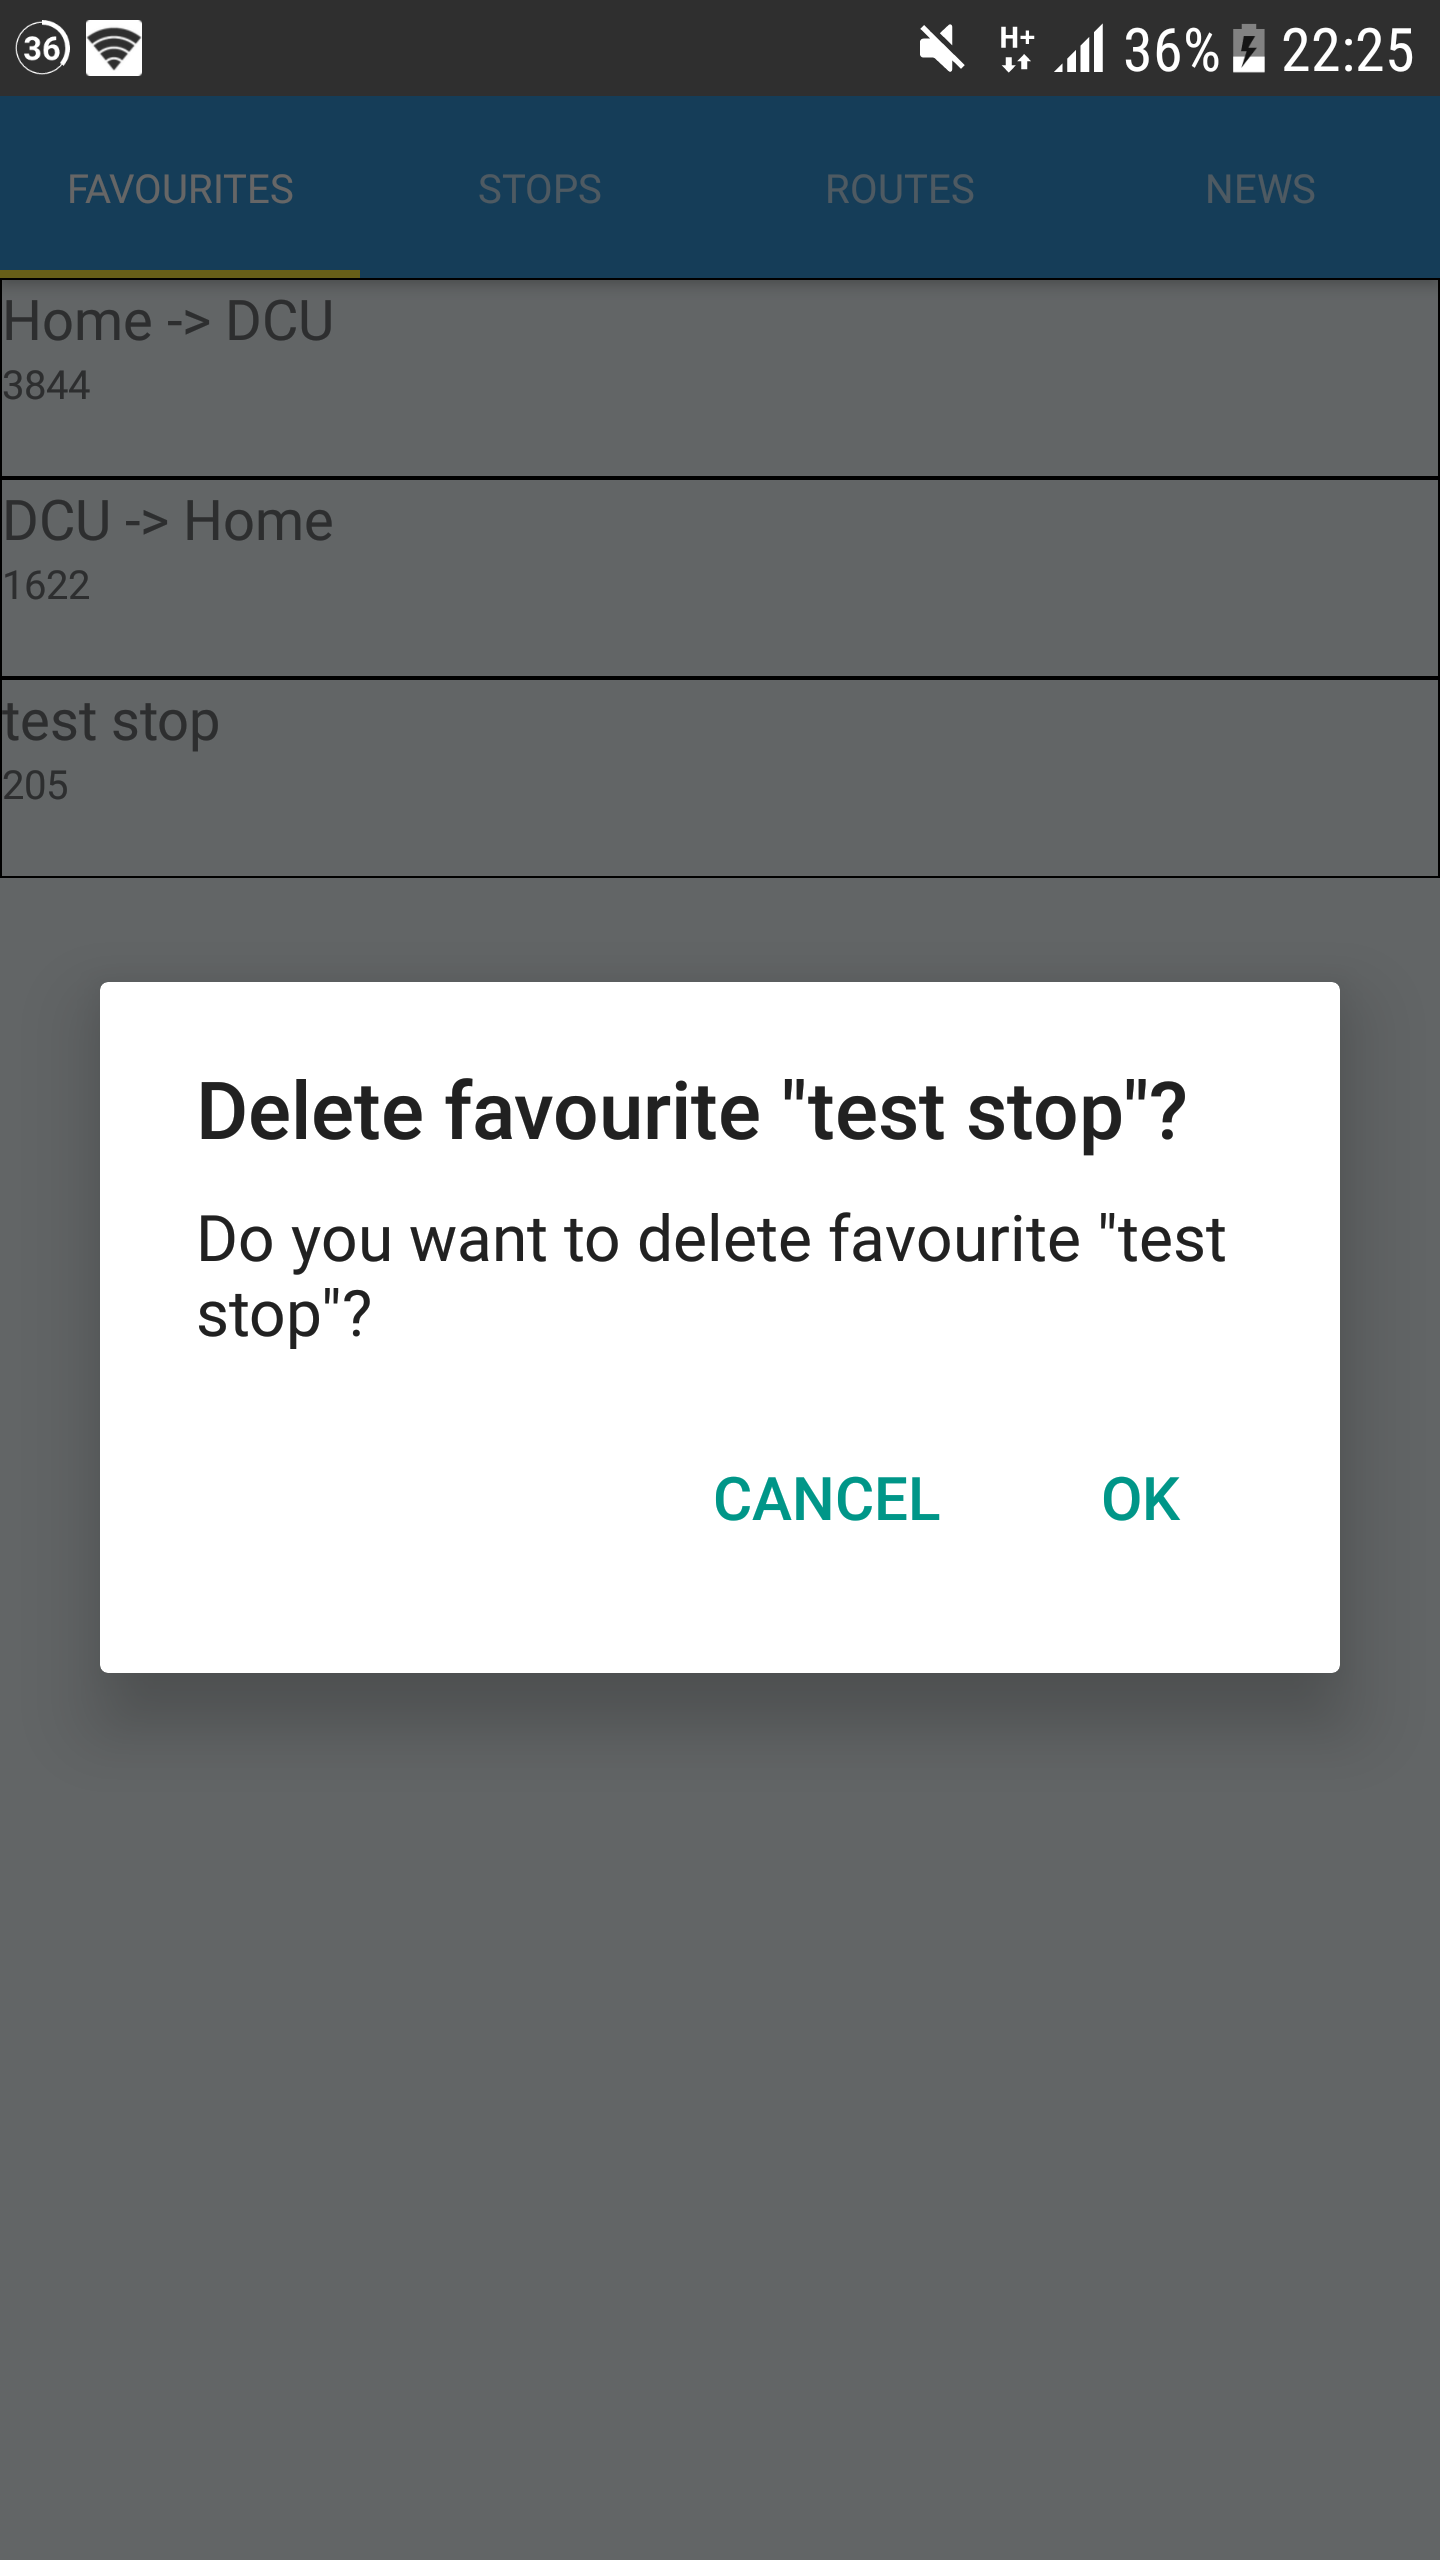 36 H+ 36% 22:25
FAVOURITES STOPS ROUTES NEWS
Home -> DCU
3844
DCU -> Home
1622
test stop
205
Delete favourite "test stop"?
Do you want to delete favourite "test
stop"?
CANCEL OK